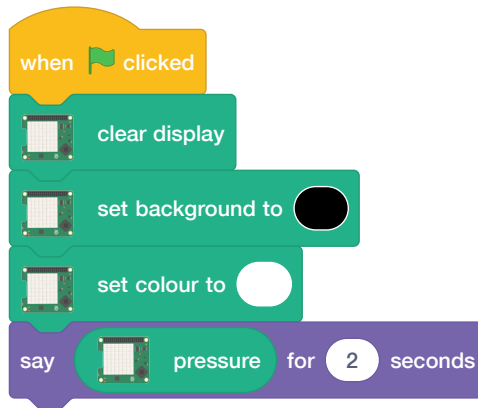 when clicked
clear display
set background to
set colour to
say pressure for 2 seconds